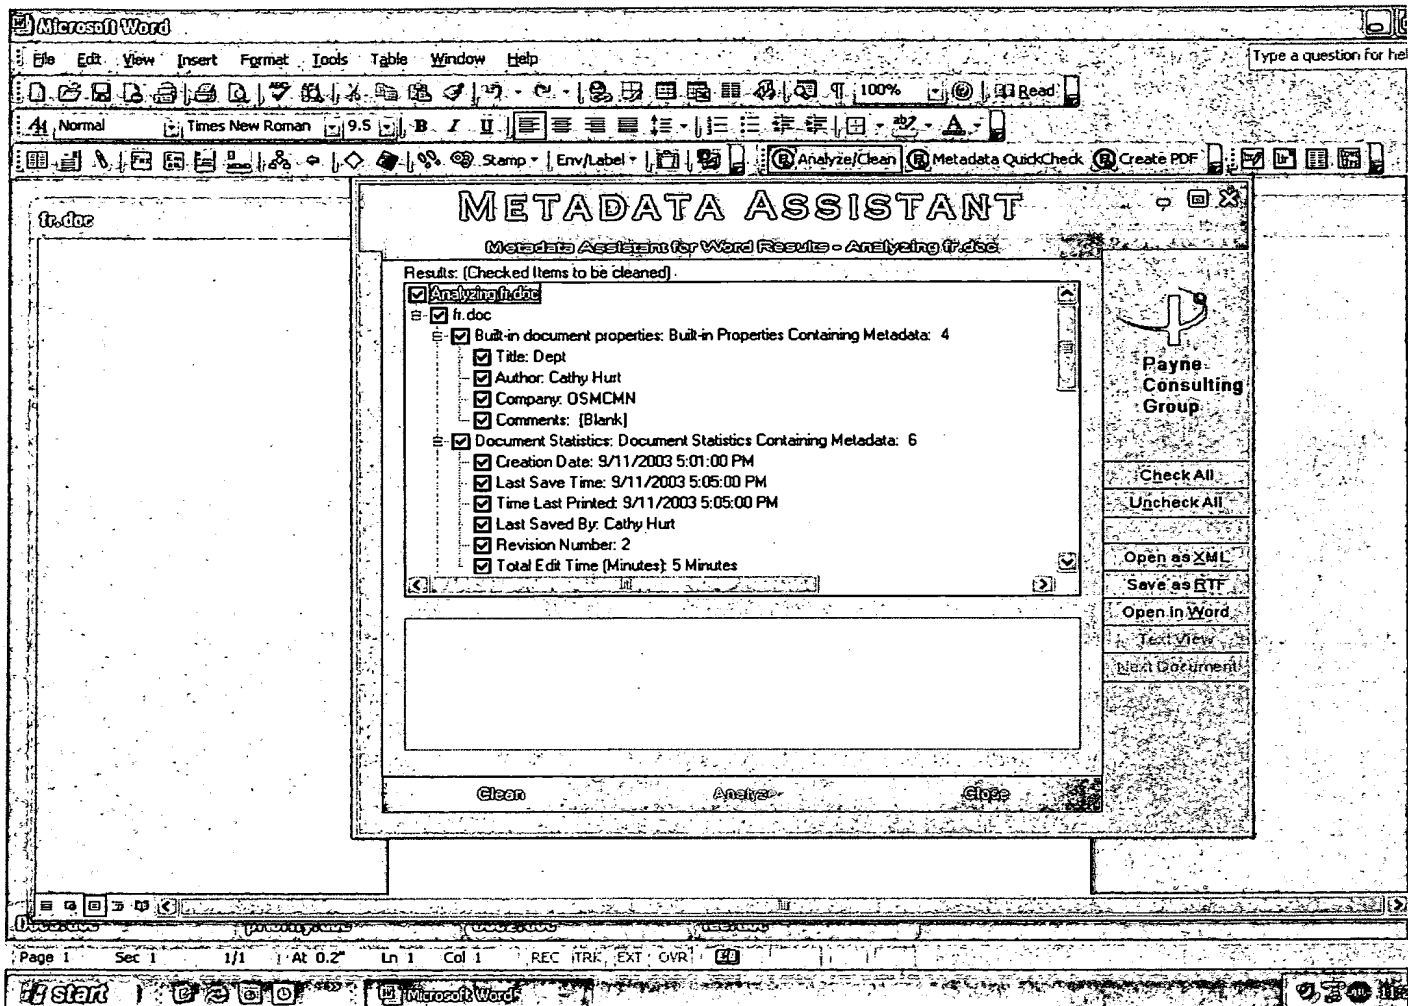 Microsoft Word
File Edit View Insert Format Tools Table Window Help
Type a question for hel
100% Read
Normal Times New Roman 9.5 B I U
Stamp Env/Label Analyze/Clean Metadata QuickCheck Create PDF
fr.doc
METADATA ASSISTANT
Metadata Assistant for Word Results - Analyzing fr.doc
Results: (Checked Items to be cleaned)
Analyzing fr.doc
fr.doc
Built-in document properties: Built-in Properties Containing Metadata: 4
Title: Dept
Author: Cathy Hurt
Company: OSMCMN
Comments: {Blank}
Document Statistics: Document Statistics Containing Metadata: 6
Creation Date: 9/11/2003 5:01:00 PM
Last Save Time: 9/11/2003 5:05:00 PM
Time Last Printed: 9/11/2003 5:05:00 PM
Last Saved By: Cathy Hurt
Revision Number: 2
Total Edit Time (Minutes): 5 Minutes
Payne
Consulting
Group
Check All
Uncheck All
Open as XML
Save as RTF
Open in Word
Text View
Next Document
Clean Analyze Close
Page 1 Sec 1 1/1 At 0.2" Ln 1 Col 1 REC TRK EXT OVR
start Microsoft Word